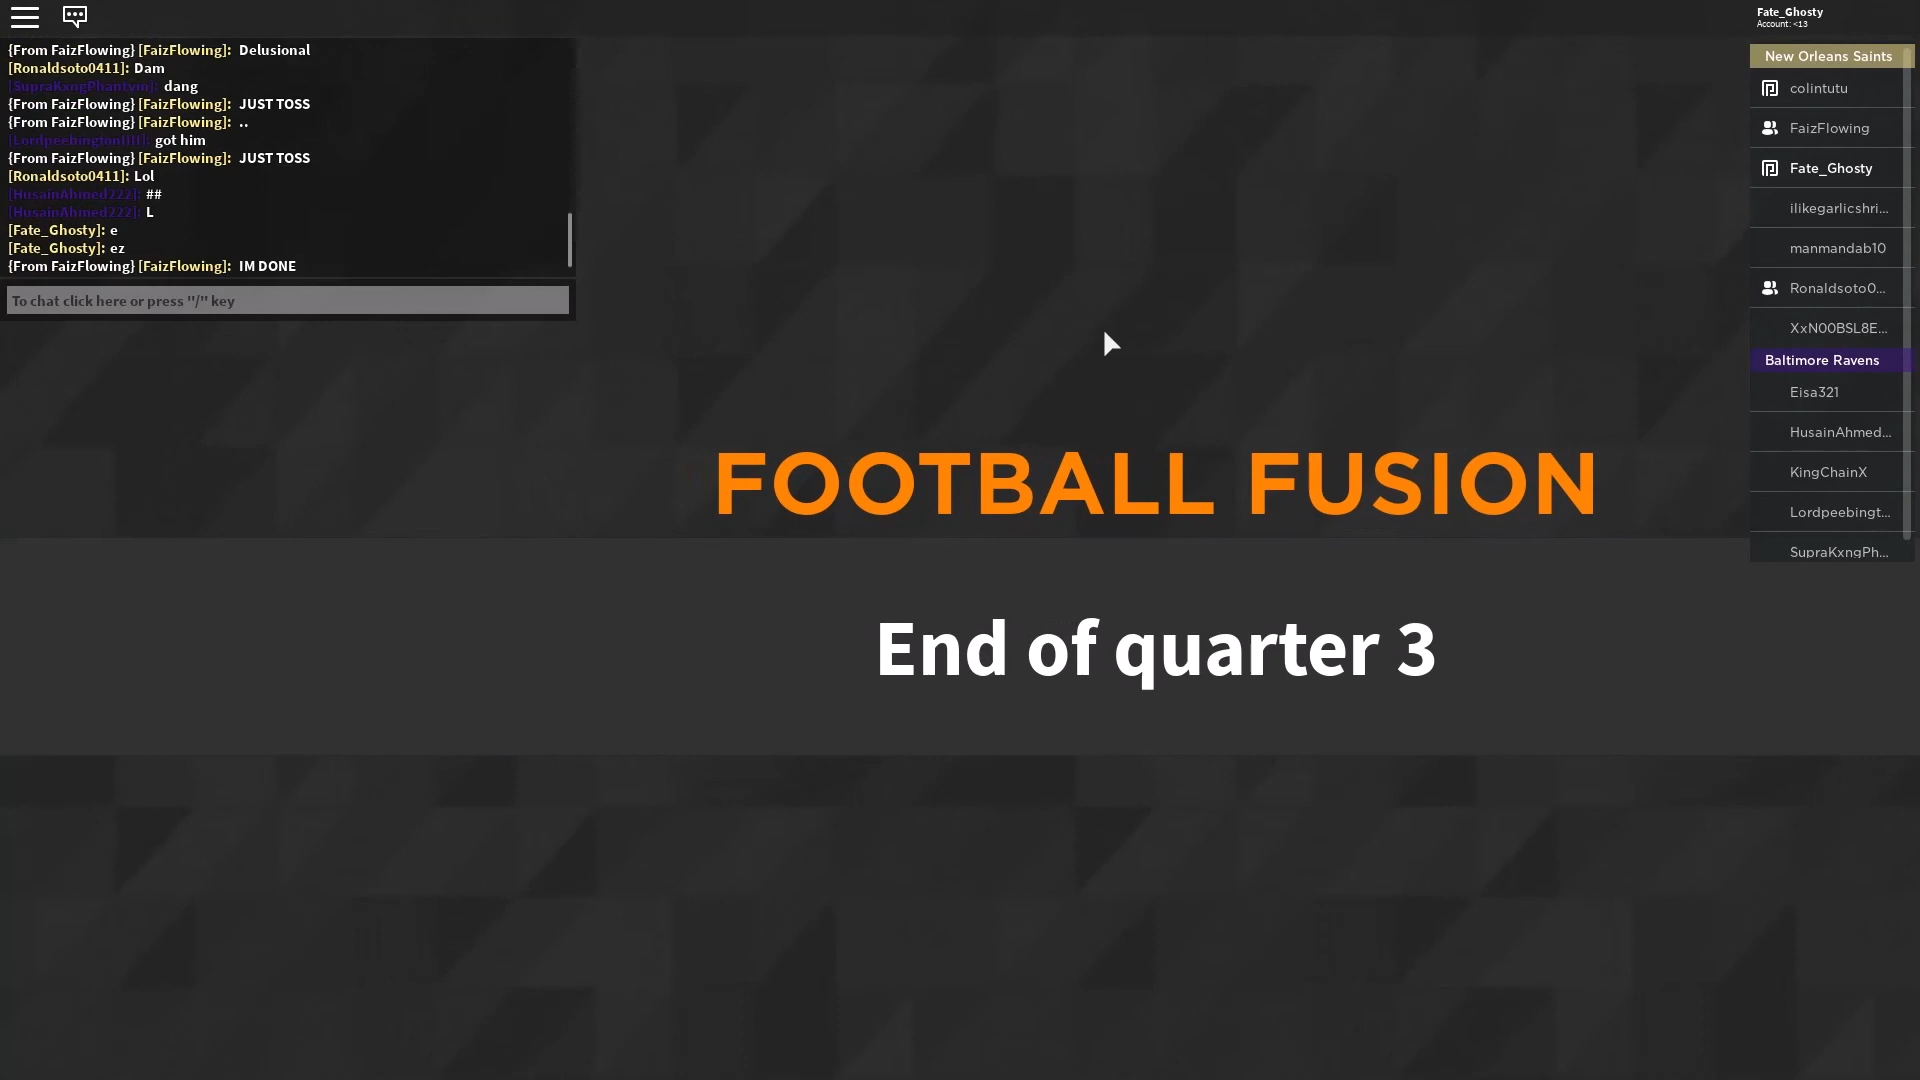 Fate_Ghosty
Account: <13
{From FaizFlowing} [FaizFlowing]: Delusional
[Ronaldsoto0411]: Dam
[SupraKxngPhantvm]: dang
{From FaizFlowing} [FaizFlowing]: JUST TOSS
{From FaizFlowing} [FaizFlowing]: ..
got him
{From FaizFlowing} [FaizFlowing]: JUST TOSS
[Ronaldsoto0411]: Lol
[HusainAhmed222]: ##
[HusainAhmed222]: L
[Fate_Ghosty]: e
[Fate_Ghosty]: ez
{From FaizFlowing} [FaizFlowing]: IM DONE
To chat click here or press "/" key
New Orleans Saints
colintutu
FaizFlowing
Fate_Ghosty
ilikegarlicshri...
manmandab10
Ronaldsoto0...
XxN00BSL8E...
Baltimore Ravens
Eisa321
HusainAhmed...
KingChainX
Lordpeebingt...
SupraKxngPh...
FOOTBALL FUSION
End of quarter 3